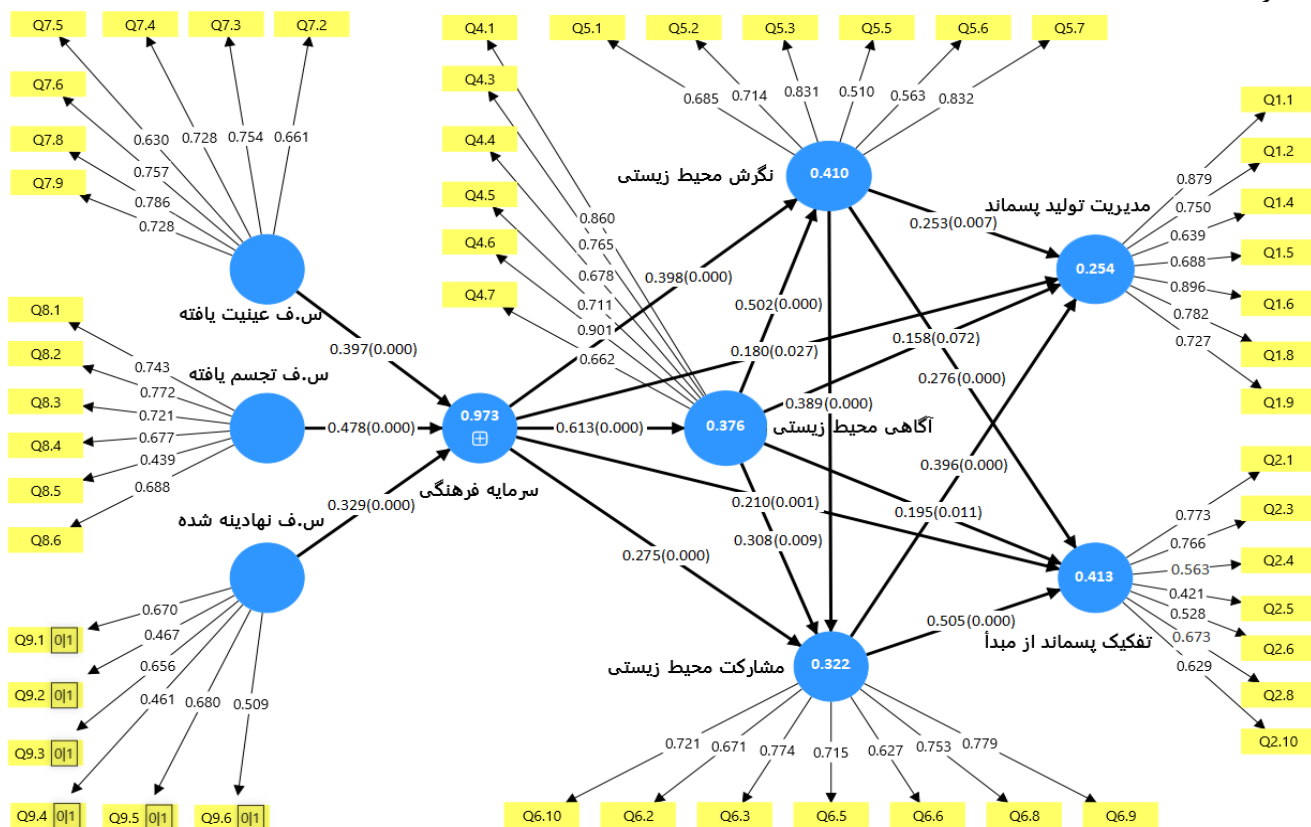 Q7.5
Q7.4
Q7.3
Q7.2
Q7.6
Q7.8
Q7.9
0.630
0.728
0.754
0.661
0.757
0.786
0.728
س.ف عینیت یافته
0.397(0.000)
Q8.1
Q8.2
Q8.3
Q8.4
Q8.5
Q8.6
0.743
0.772
0.721
0.677
0.439
0.688
س.ف تجسم یافته
0.478(0.000)
س.ف نهادینه شده
0.329(0.000)
0.670
0.467
0.656
0.461
0.680
0.509
Q9.1 0|1
Q9.2 0|1
Q9.3 0|1
Q9.4 0|1
Q9.5 0|1
Q9.6 0|1
0.973
سرمایه فرهنگی
Q4.1
Q4.3
Q4.4
Q4.5
Q4.6
Q4.7
0.860
0.765
0.678
0.711
0.901
0.662
0.398(0.000)
0.613(0.000)
0.376
آگاهی محیط زیستی
0.275(0.000)
Q5.1
Q5.2
Q5.3
Q5.5
Q5.6
Q5.7
0.685
0.714
0.831
0.510
0.563
0.832
نگرش محیط زیستی
0.410
0.502(0.000)
0.180(0.027)
0.389(0.000)
0.210(0.001)
0.308(0.009)
0.253(0.007)
0.158(0.072)
0.276(0.000)
0.396(0.000)
0.195(0.011)
0.505(0.000)
مشارکت محیط زیستی
0.322
0.721
0.671
0.774
0.715
0.627
0.753
0.779
Q6.10
Q6.2
Q6.3
Q6.5
Q6.6
Q6.8
Q6.9
مدیریت تولید پسماند
0.254
0.879
0.750
0.639
0.688
0.896
0.782
0.727
Q1.1
Q1.2
Q1.4
Q1.5
Q1.6
Q1.8
Q1.9
0.413
تفکیک پسماند از مبدأ
0.773
0.766
0.563
0.421
0.528
0.673
0.629
Q2.1
Q2.3
Q2.4
Q2.5
Q2.6
Q2.8
Q2.10